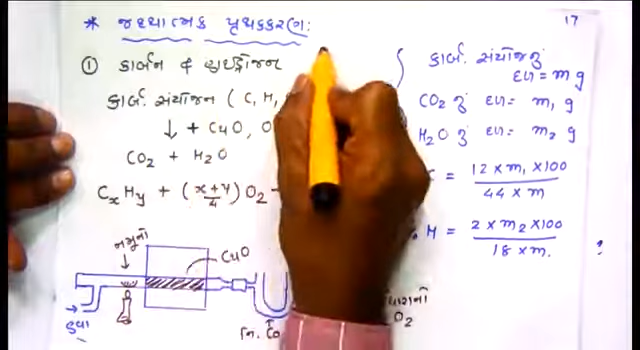 17
* જથ્થાત્મક પૃથક્કરણ:
① કાર્બન & હાઇડ્રોજન
કાર્બ. સંયોજન (C, H,
↓ + CuO, O
CO₂ + H₂O
CxHy + (x+y/4) O₂
નમૂનો
CuO
હવા
કાર્બ. સંયોજનનું
દળ = m g
CO₂ નું દળ = m₁ g
H₂O નું દળ = m₂ g
C = 12 × m₁ × 100 / 44 × m
H = 2 × m₂ × 100 / 18 × m.
O₂